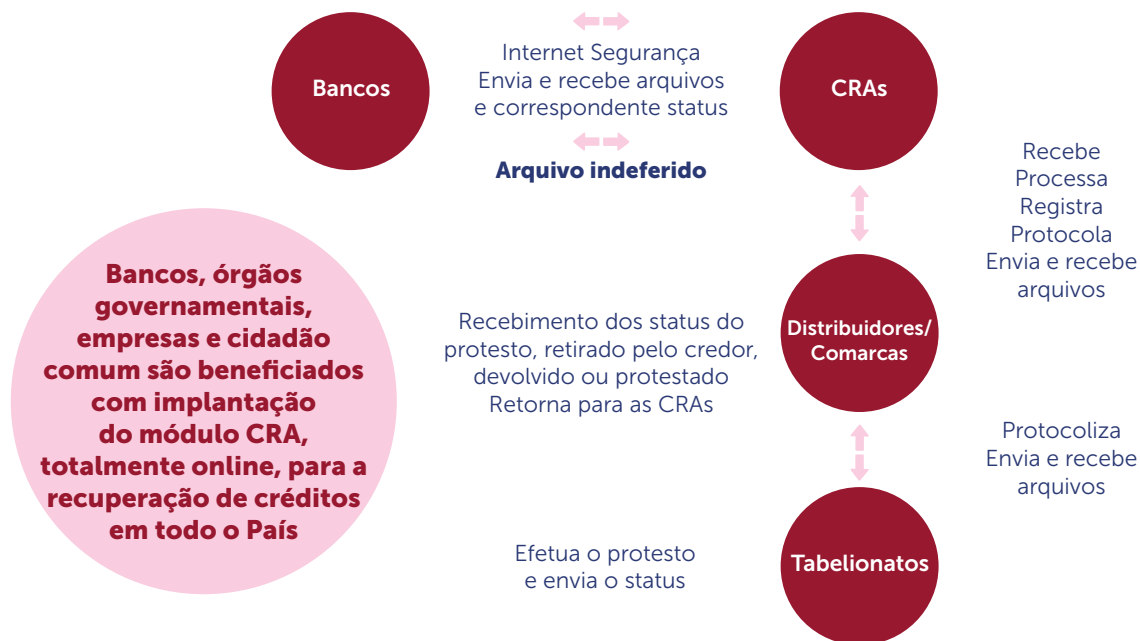 Bancos
Internet Segurança
Envia e recebe arquivos
e correspondente status
Arquivo indeferido
CRAs
Recebe
Processa
Registra
Protocola
Envia e recebe
arquivos
Bancos, órgãos
governamentais,
empresas e cidadão
comum são beneficiados
com implantação
do módulo CRA,
totalmente online, para a
recuperação de créditos
em todo o País
Recebimento dos status do
protesto, retirado pelo credor,
devolvido ou protestado
Retorna para as CRAs
Distribuidores/
Comarcas
Protocoliza
Envia e recebe
arquivos
Efetua o protesto
e envia o status
Tabelionatos